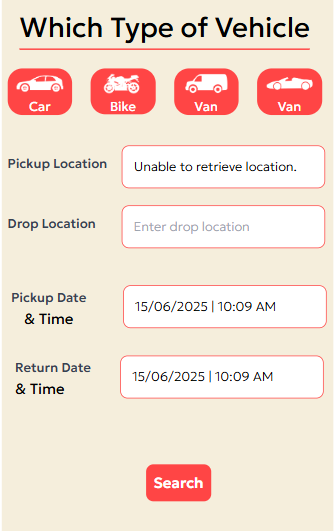 Which Type of Vehicle
Car
Bike
Van
Van
Pickup Location
Unable to retrieve location.
Drop Location
Enter drop location
Pickup Date
& Time
15/06/2025 | 10:09 AM
Return Date
& Time
15/06/2025 | 10:09 AM
Search